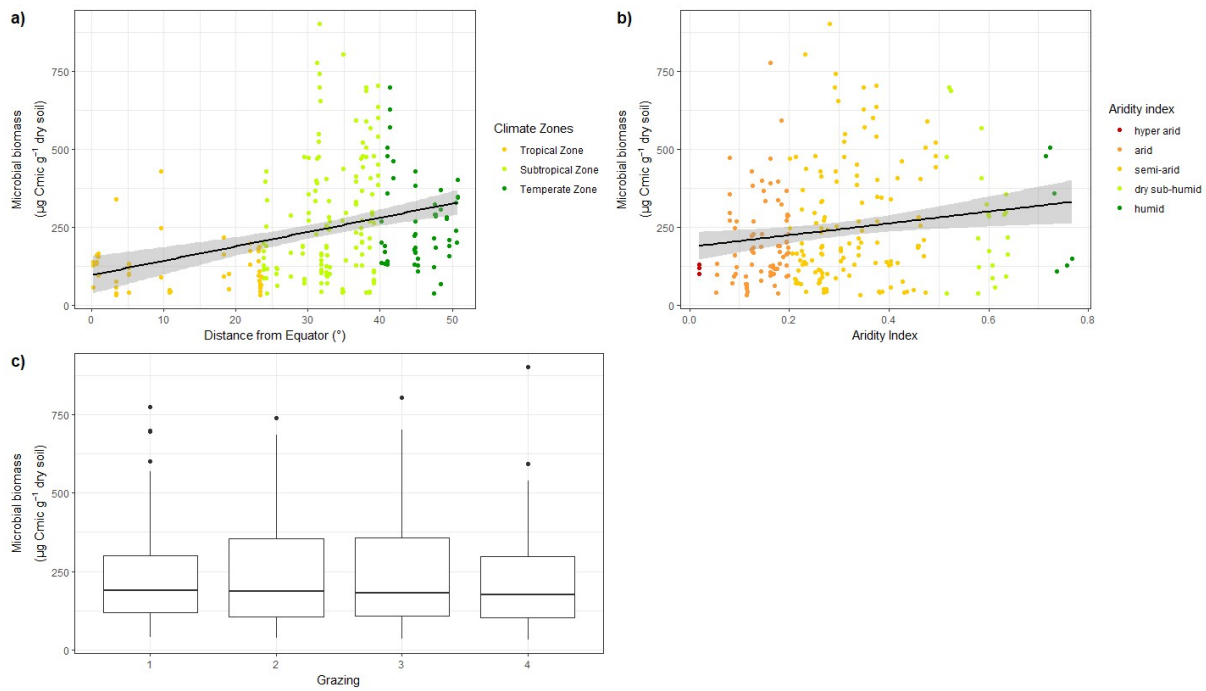 a)
750
500
250
0
Microbial biomass
(µg Cmic g⁻¹ dry soil)
0
10
20
30
40
50
Distance from Equator (°)
Climate Zones
Tropical Zone
Subtropical Zone
Temperate Zone
b)
750
500
250
0
Microbial biomass
(µg Cmic g⁻¹ dry soil)
0.0
0.2
0.4
0.6
0.8
Aridity Index
Aridity index
hyper arid
arid
semi-arid
dry sub-humid
humid
c)
750
500
250
0
Microbial biomass
(µg Cmic g⁻¹ dry soil)
1
2
3
4
Grazing